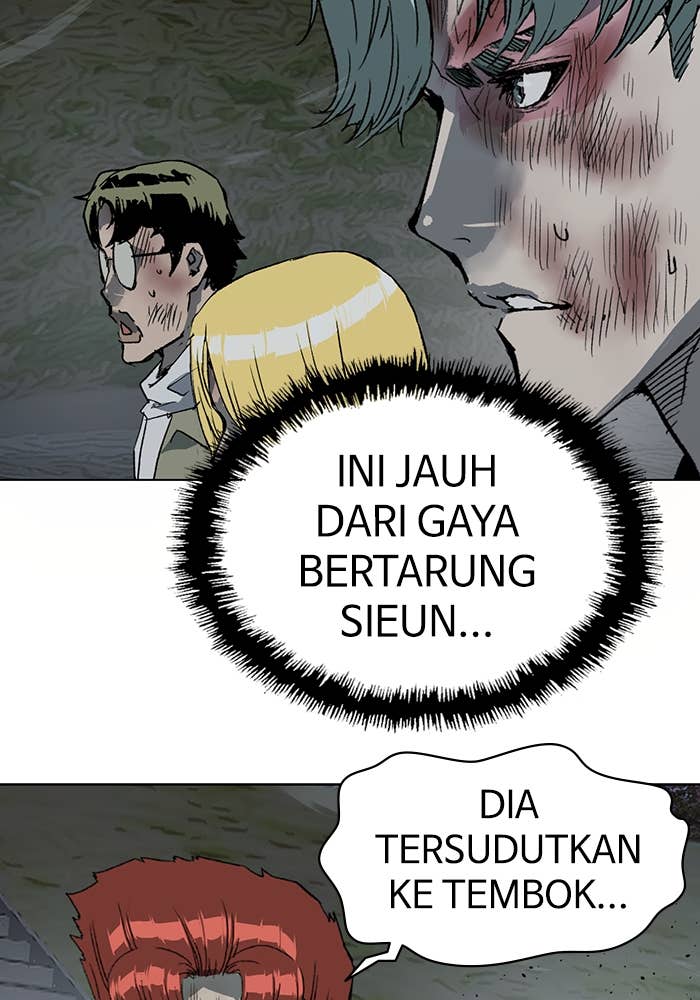 INI JAUH
DARI GAYA
BERTARUNG
SIEUN...
DIA
TERSUDUTKAN
KE TEMBOK...